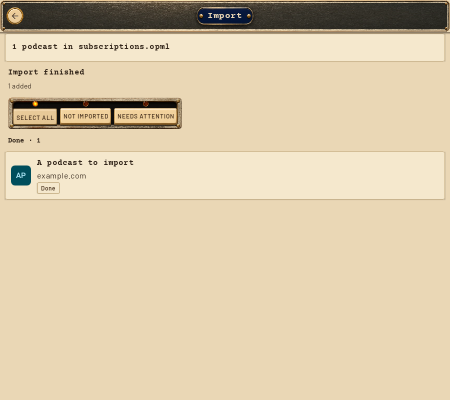 Import
1 podcast in subscriptions.opml
Import finished
1 added
SELECT ALL NOT IMPORTED NEEDS ATTENTION
Done · 1
A podcast to import
AP
example.com
Done